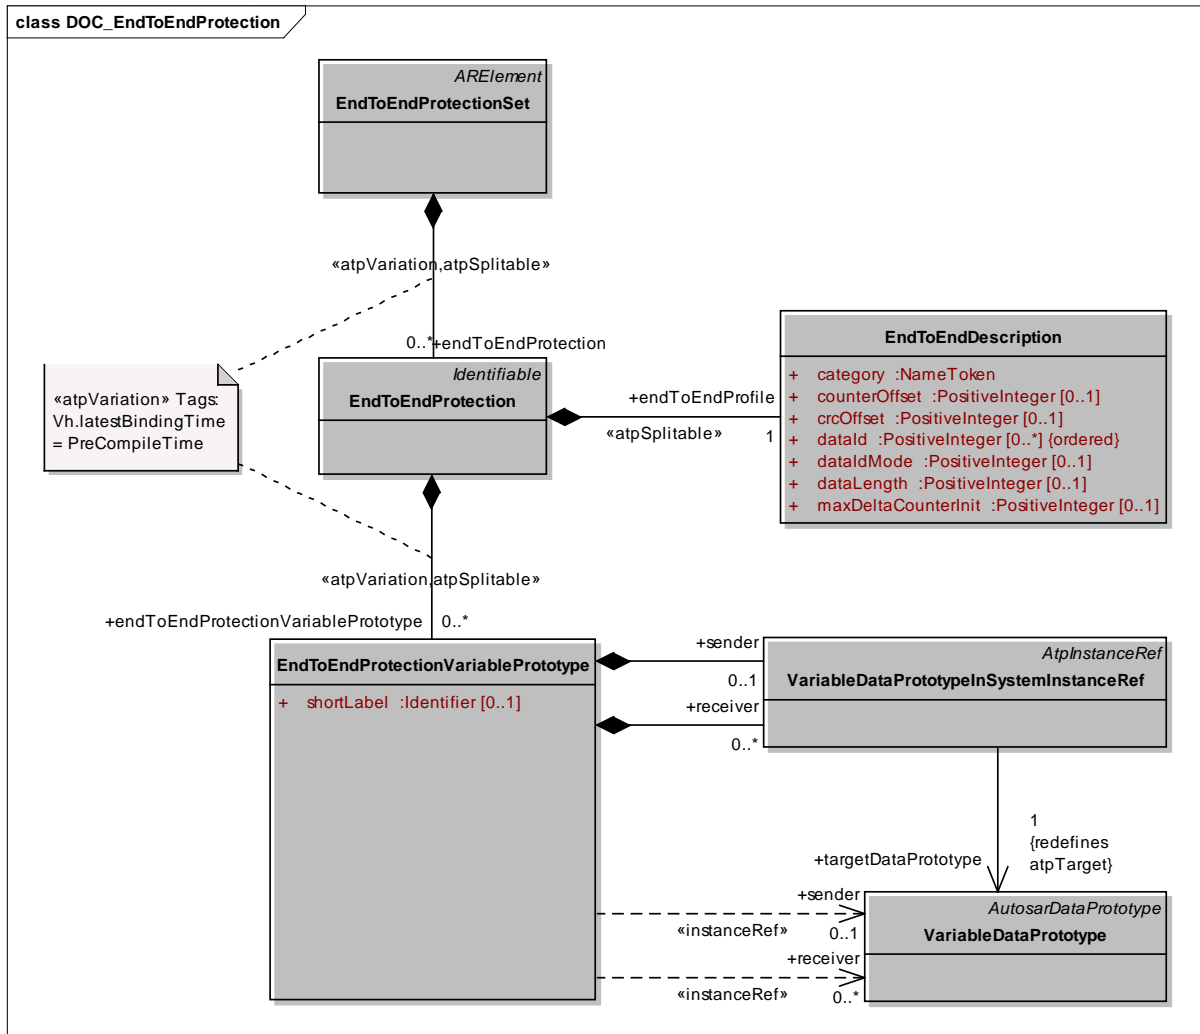 class DOC_EndToEndProtection
ARElement
EndToEndProtectionSet
«atpVariation,atpSplitable»
0..*
+endToEndProtection
«atpVariation» Tags:
Vh.latestBindingTime
= PreCompileTime
Identifiable
EndToEndProtection
+endToEndProfile
«atpSplitable»
1
EndToEndDescription
+ category :NameToken
+ counterOffset :PositiveInteger [0..1]
+ crcOffset :PositiveInteger [0..1]
+ dataId :PositiveInteger [0..*] {ordered}
+ dataIdMode :PositiveInteger [0..1]
+ dataLength :PositiveInteger [0..1]
+ maxDeltaCounterInit :PositiveInteger [0..1]
«atpVariation,atpSplitable»
+endToEndProtectionVariablePrototype
0..*
EndToEndProtectionVariablePrototype
+ shortLabel :Identifier [0..1]
+sender
0..1
+receiver
0..*
AtpInstanceRef
VariableDataPrototypeInSystemInstanceRef
1
{redefines
atpTarget}
+targetDataPrototype
+sender
«instanceRef»
0..1
+receiver
«instanceRef»
0..*
AutosarDataPrototype
VariableDataPrototype